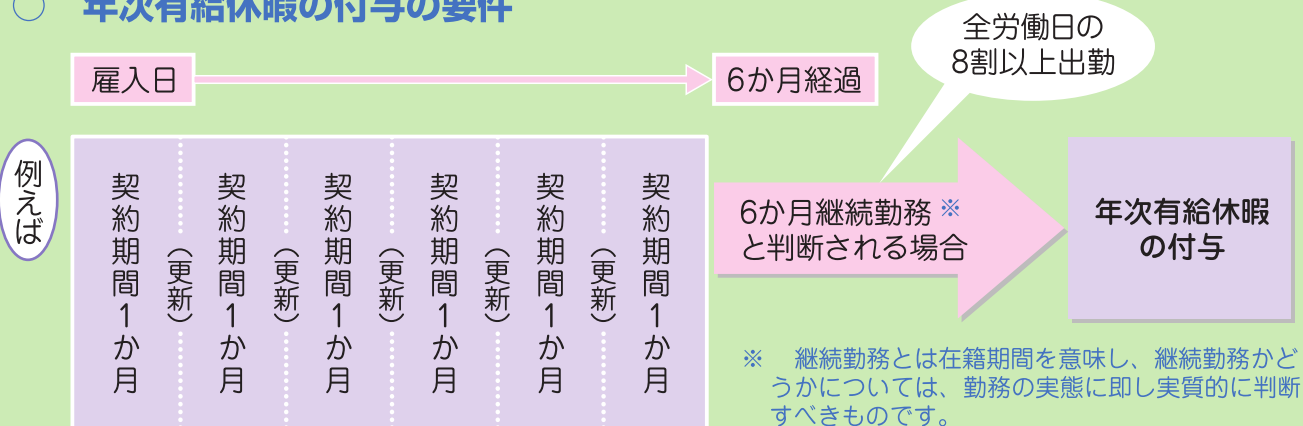 ○ 年次有給休暇の付与の要件
全労働日の
8割以上出勤
雇入日
6か月経過
例えば
契約期間1か月
（更新）
契約期間1か月
（更新）
契約期間1か月
（更新）
契約期間1か月
（更新）
契約期間1か月
（更新）
契約期間1か月
6か月継続勤務※
と判断される場合
年次有給休暇
の付与
※　継続勤務とは在籍期間を意味し、継続勤務かど
うかについては、勤務の実態に即し実質的に判断
すべきものです。